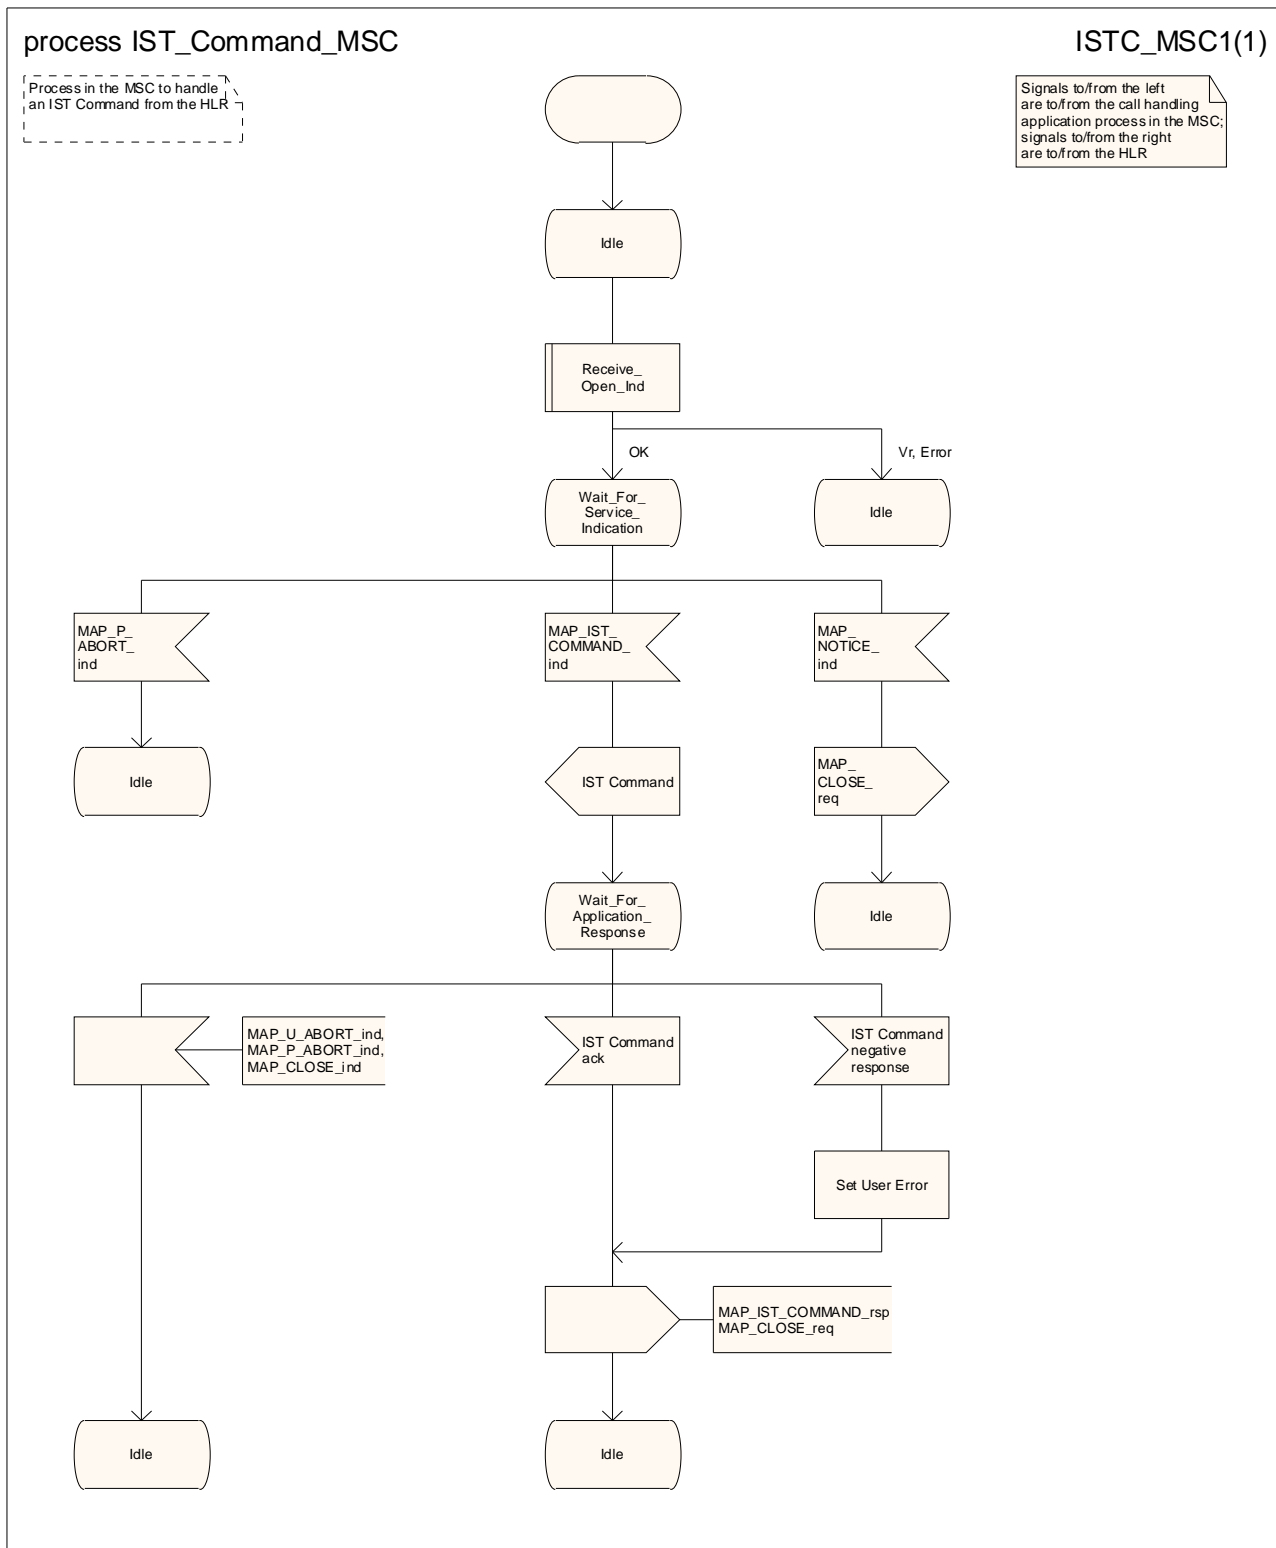 process IST_Command_MSC
ISTC_MSC1(1)
Process in the MSC to handle
an IST Command from the HLR
Signals to/from the left
are to/from the call handling
application process in the MSC;
signals to/from the right
are to/from the HLR
Idle
Receive_
Open_Ind
OK
Vr, Error
Wait_For_
Service_
Indication
Idle
MAP_P_
ABORT_
ind
MAP_IST_
COMMAND_
ind
MAP_
NOTICE_
ind
Idle
IST Command
MAP_
CLOSE_
req
Wait_For_
Application_
Response
Idle
MAP_U_ABORT_ind,
MAP_P_ABORT_ind,
MAP_CLOSE_ind
IST Command
ack
IST Command
negative
response
Set User Error
MAP_IST_COMMAND_rsp
MAP_CLOSE_req
Idle
Idle